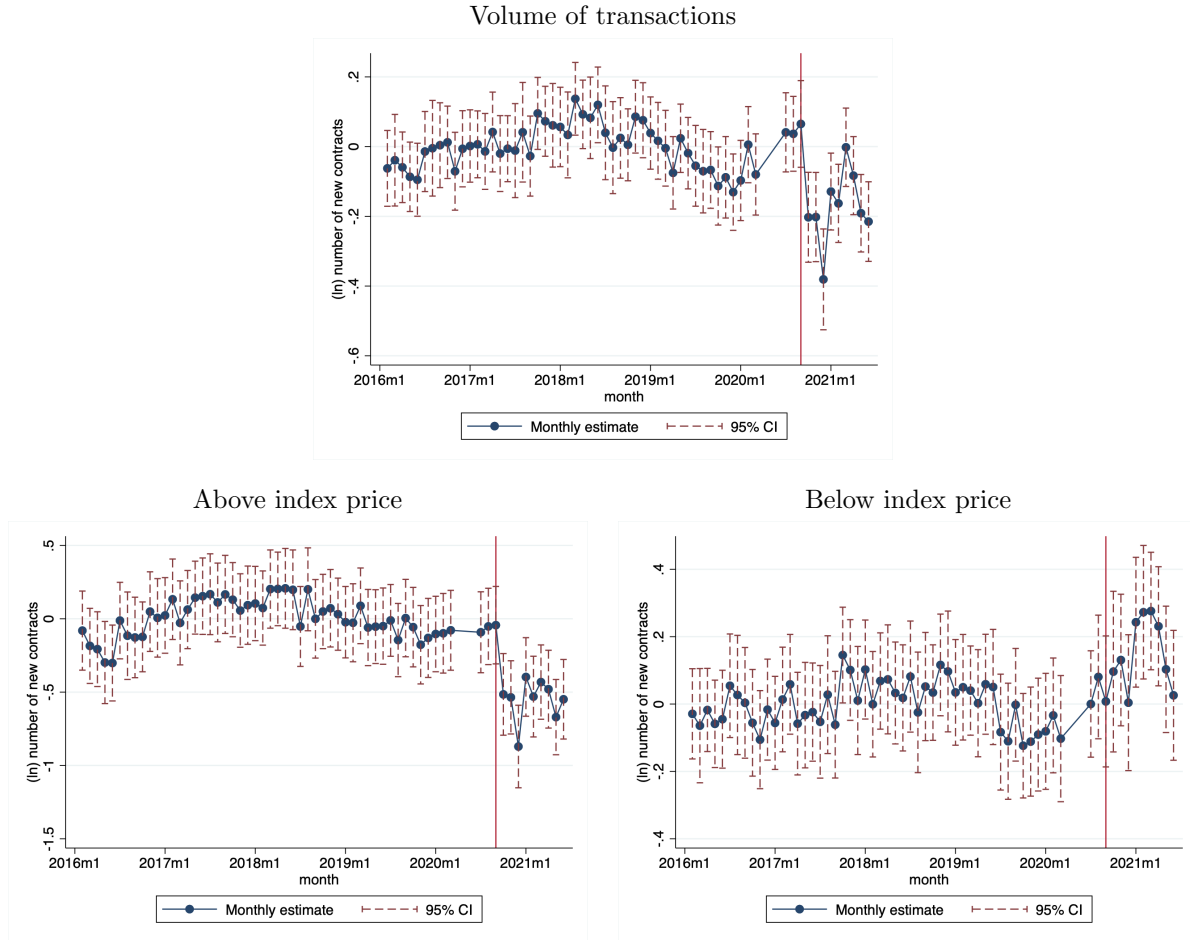 Volume of transactions
(ln) number of new contracts
.2
0
-.2
-.4
-.6
2016m1 2017m1 2018m1 2019m1 2020m1 2021m1
month
Monthly estimate 95% CI
Above index price
(ln) number of new contracts
.5
0
-.5
-1
-1.5
2016m1 2017m1 2018m1 2019m1 2020m1 2021m1
month
Monthly estimate 95% CI
Below index price
(ln) number of new contracts
.4
.2
0
-.2
-.4
2016m1 2017m1 2018m1 2019m1 2020m1 2021m1
month
Monthly estimate 95% CI